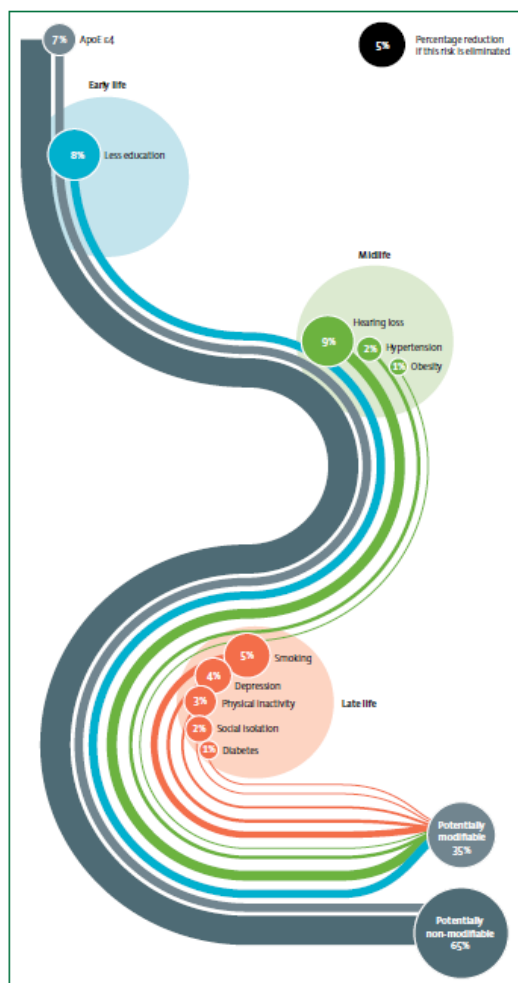 7%
ApoE ε4
5%
Percentage reduction
if this risk is eliminated
Early life
8%
Less education
Midlife
Hearing loss
9%
2%
Hypertension
1%
Obesity
5%
Smoking
4%
Depression
3%
Physical inactivity
Late life
2%
Social isolation
1%
Diabetes
Potentially
modifiable
35%
Potentially
non-modifiable
65%